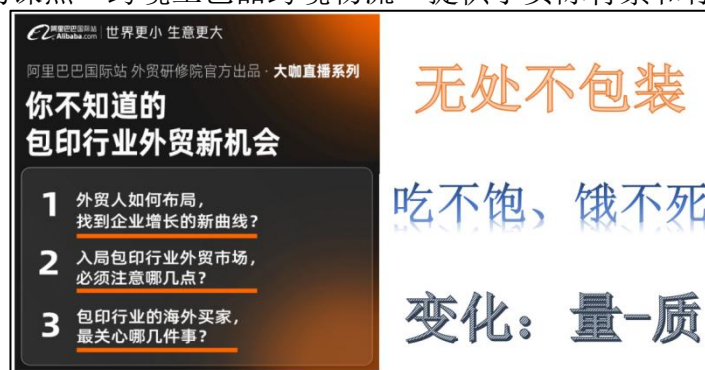 阿里巴巴国际站
Alibaba.com
世界更小 生意更大
阿里巴巴国际站 外贸研修院官方出品 · 大咖直播系列
你不知道的
包印行业外贸新机会
1 外贸人如何布局，
找到企业增长的新曲线？
2 入局包印行业外贸市场，
必须注意哪几点？
3 包印行业的海外买家，
最关心哪几件事？
无处不包装
吃不饱、饿不死
变化：量-质